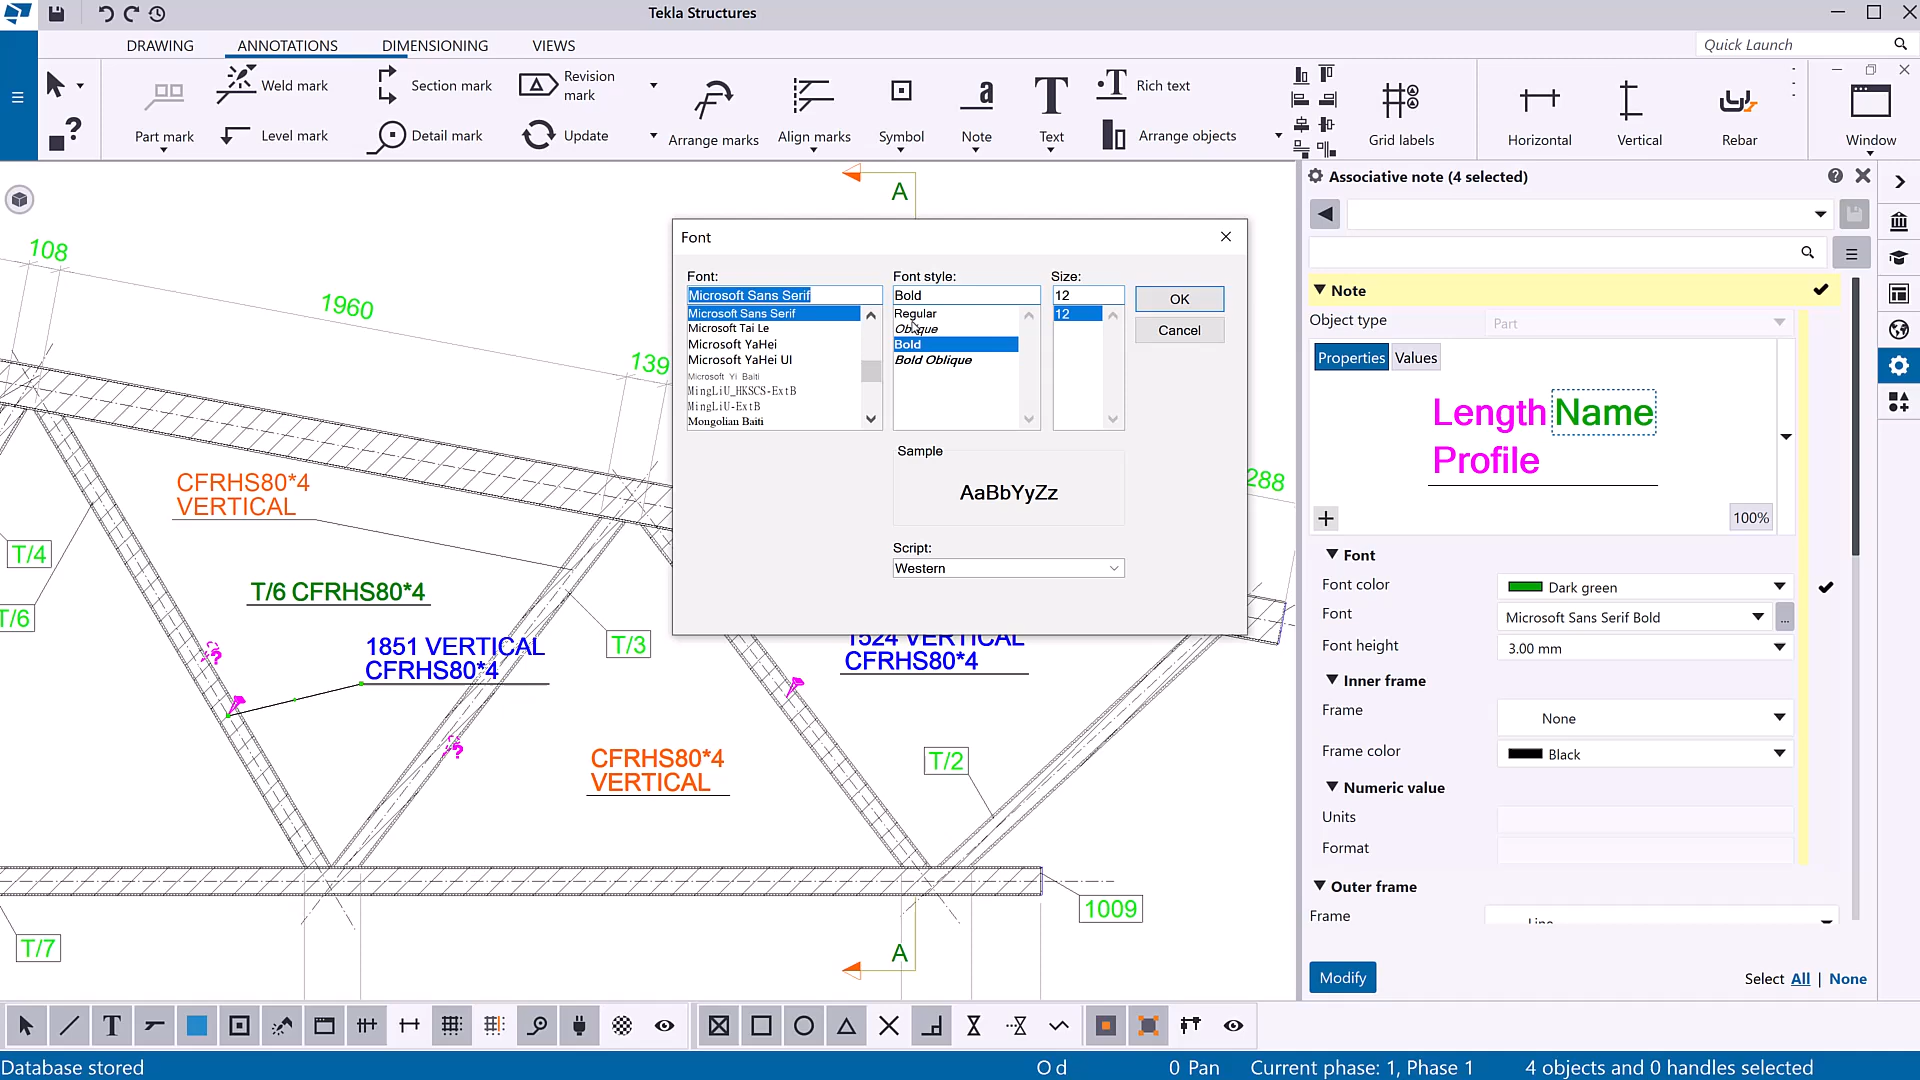 Tekla Structures
DRAWING
ANNOTATIONS
DIMENSIONING
VIEWS
Quick Launch
Part mark
Weld mark
Level mark
Section mark
Detail mark
Revision
mark
Update
Arrange marks
Align marks
Symbol
Note
Text
Rich text
Arrange objects
Grid labels
Horizontal
Vertical
Rebar
Window
108
1960
139
288
A
CFRHS80*4
VERTICAL
T/4
T/6
T/6 CFRHS80*4
1851 VERTICAL
CFRHS80*4
T/3
1524 VERTICAL
CFRHS80*4
CFRHS80*4
VERTICAL
T/2
1009
T/7
A
Font
Font:
Microsoft Sans Serif
Microsoft Sans Serif
Microsoft Tai Le
Microsoft YaHei
Microsoft YaHei UI
Microsoft Yi Baiti
MingLiU_HKSCS-ExtB
MingLiU-ExtB
Mongolian Baiti
Font style:
Bold
Regular
Oblique
Bold
Bold Oblique
Size:
12
12
OK
Cancel
Sample
AaBbYyZz
Script:
Western
Associative note (4 selected)
Note
Object type
Part
Properties
Values
Length Name
Profile
100%
Font
Font color
Dark green
Font
Microsoft Sans Serif Bold
...
Font height
3.00 mm
Inner frame
Frame
None
Frame color
Black
Numeric value
Units
Format
Outer frame
Frame
Line
Modify
Select All | None
Database stored
O d
0 Pan
Current phase: 1, Phase 1
4 objects and 0 handles selected